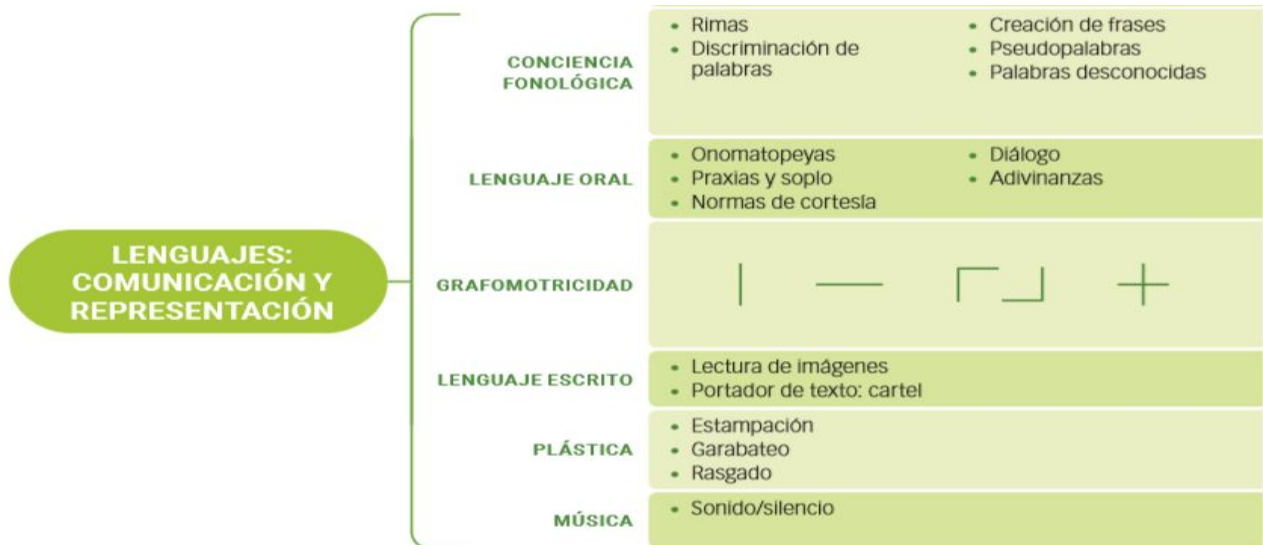 LENGUAJES:
COMUNICACIÓN Y
REPRESENTACIÓN
CONCIENCIA
FONOLÓGICA
• Rimas
• Discriminación de
palabras
• Creación de frases
• Pseudopalabras
• Palabras desconocidas
LENGUAJE ORAL
• Onomatopeyas
• Praxias y soplo
• Normas de cortesía
• Diálogo
• Adivinanzas
GRAFOMOTRICIDAD
LENGUAJE ESCRITO
• Lectura de imágenes
• Portador de texto: cartel
PLÁSTICA
• Estampación
• Garabateo
• Rasgado
MÚSICA
• Sonido/silencio